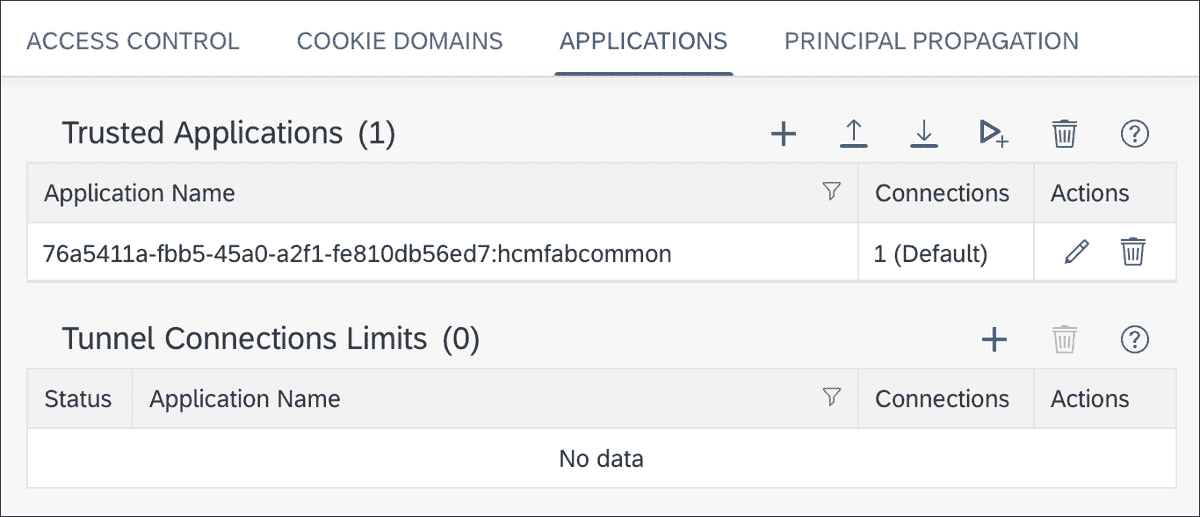 ACCESS CONTROL COOKIE DOMAINS APPLICATIONS PRINCIPAL PROPAGATION
Trusted Applications (1)
Application Name Connections Actions
76a5411a-fbb5-45a0-a2f1-fe810db56ed7:hcmfabcommon 1 (Default)
Tunnel Connections Limits (0)
Status Application Name Connections Actions
No data